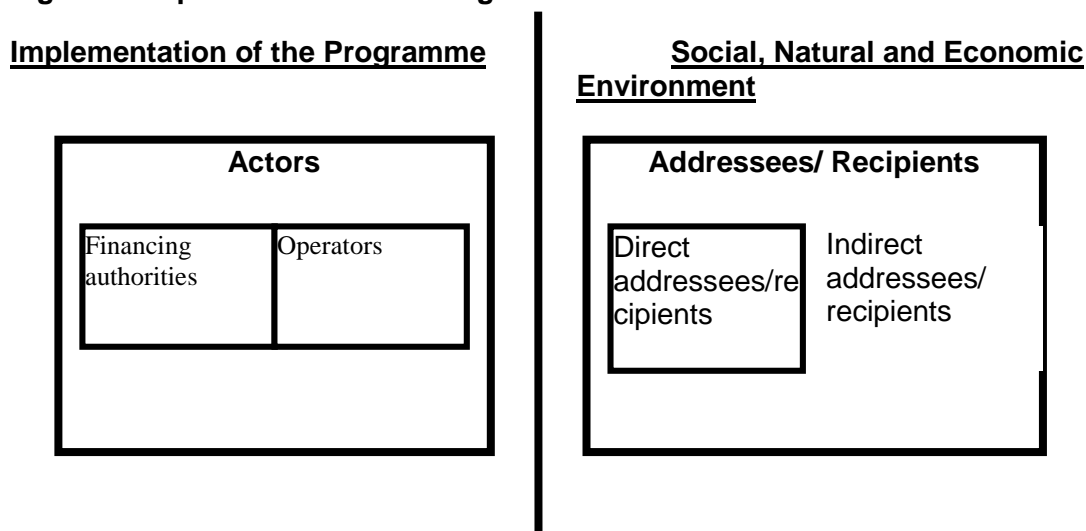 Implementation of the Programme
Social, Natural and Economic
Environment
Actors
Financing
authorities
Operators
Addressees/ Recipients
Direct
addressees/re
cipients
Indirect
addressees/
recipients